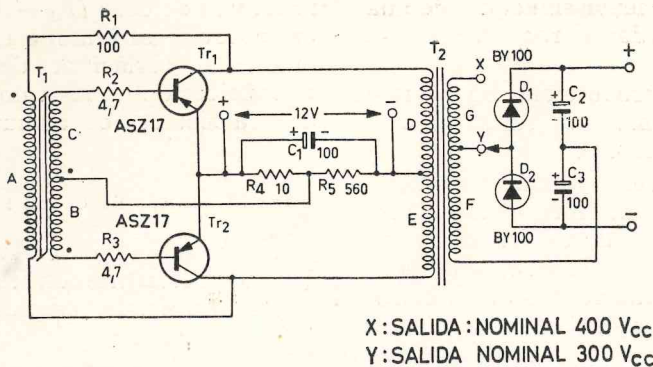 R1
100
Tr1
T1
R2
4,7
ASZ17
A
C
B
+
12V
−
+
−
C1
100
R4
10
R5
560
ASZ17
Tr2
R3
4,7
T2
D
E
X
G
Y
F
BY100
D1
D2
BY100
+
C2
−
100
+
C3
−
100
+
−
X:SALIDA:NOMINAL 400 VCC
Y:SALIDA NOMINAL 300 VCC